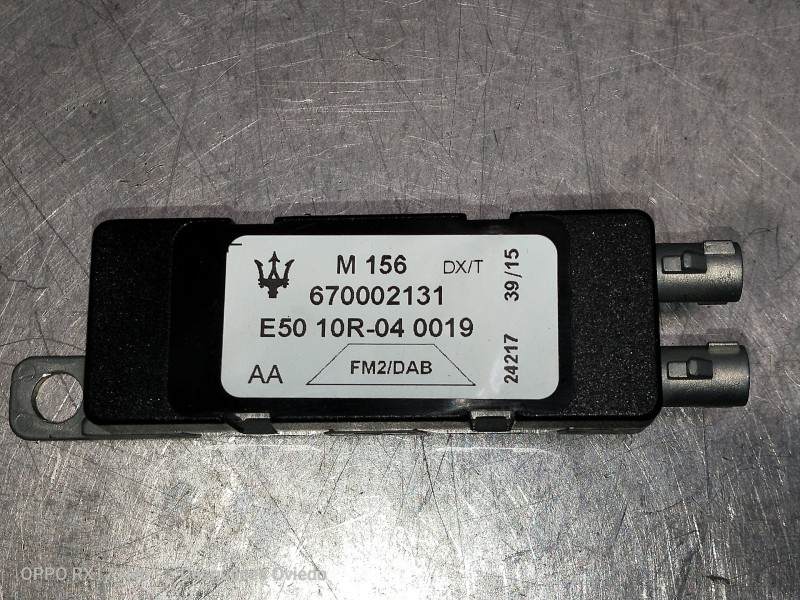 M 156 DX/T
670002131
E50 10R-04 0019
AA FM2/DAB
24217 39/15
OPPO RX Oviedo